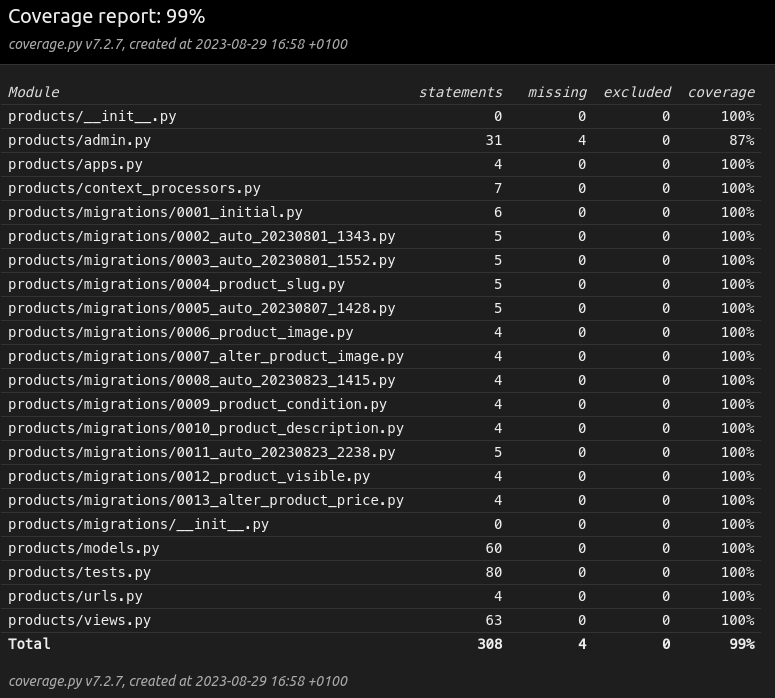 Coverage report: 99%
coverage.py v7.2.7, created at 2023-08-29 16:58 +0100
Module statements missing excluded coverage
products/__init__.py 0 0 0 100%
products/admin.py 31 4 0 87%
products/apps.py 4 0 0 100%
products/context_processors.py 7 0 0 100%
products/migrations/0001_initial.py 6 0 0 100%
products/migrations/0002_auto_20230801_1343.py 5 0 0 100%
products/migrations/0003_auto_20230801_1552.py 5 0 0 100%
products/migrations/0004_product_slug.py 5 0 0 100%
products/migrations/0005_auto_20230807_1428.py 5 0 0 100%
products/migrations/0006_product_image.py 4 0 0 100%
products/migrations/0007_alter_product_image.py 4 0 0 100%
products/migrations/0008_auto_20230823_1415.py 4 0 0 100%
products/migrations/0009_product_condition.py 4 0 0 100%
products/migrations/0010_product_description.py 4 0 0 100%
products/migrations/0011_auto_20230823_2238.py 5 0 0 100%
products/migrations/0012_product_visible.py 4 0 0 100%
products/migrations/0013_alter_product_price.py 4 0 0 100%
products/migrations/__init__.py 0 0 0 100%
products/models.py 60 0 0 100%
products/tests.py 80 0 0 100%
products/urls.py 4 0 0 100%
products/views.py 63 0 0 100%
Total 308 4 0 99%
coverage.py v7.2.7, created at 2023-08-29 16:58 +0100